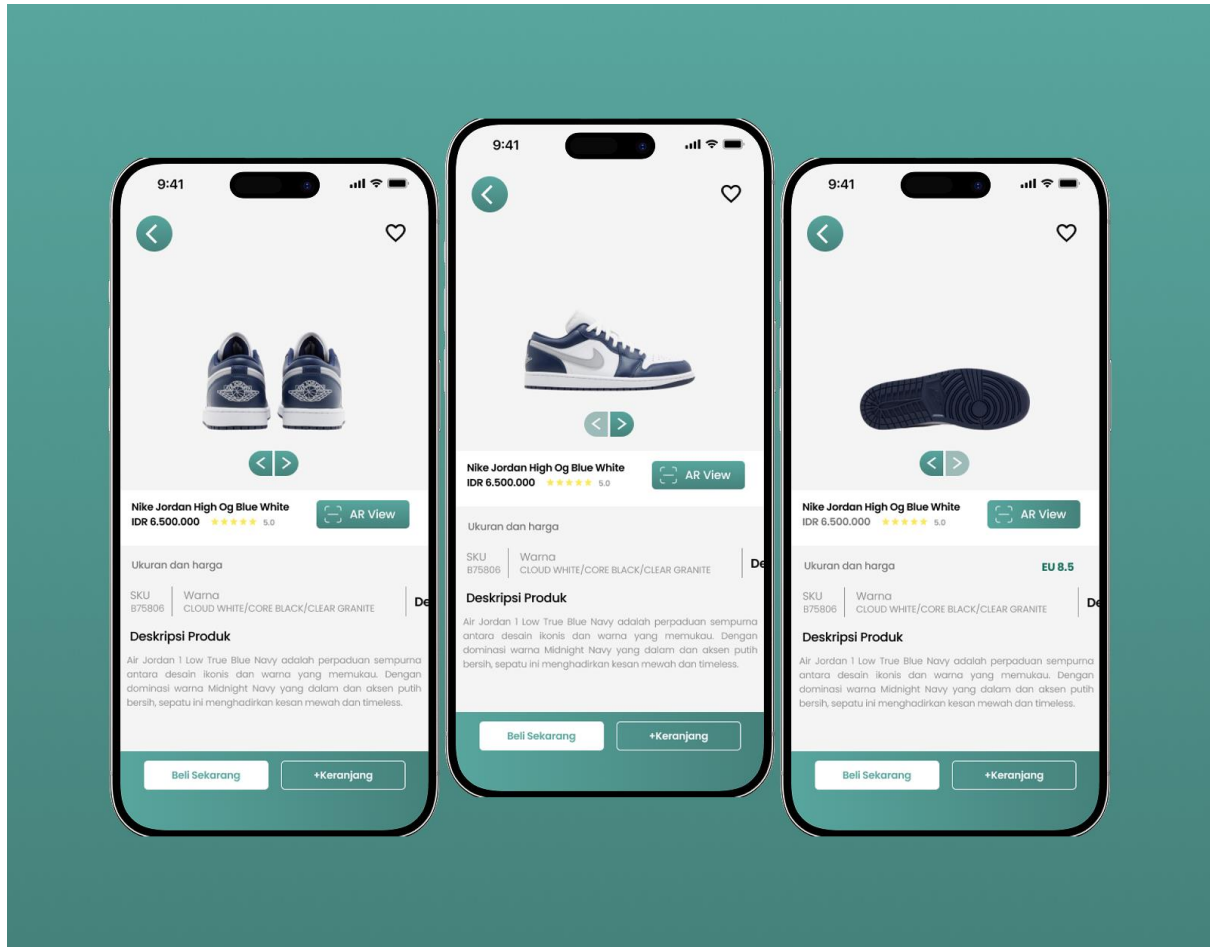 9:41
Nike Jordan High Og Blue White
IDR 6.500.000 5.0
AR View
Ukuran dan harga
SKU
B75806
Warna
CLOUD WHITE/CORE BLACK/CLEAR GRANITE
De
Deskripsi Produk
Air Jordan 1 Low True Blue Navy adalah perpaduan sempurna
antara desain ikonis dan warna yang memukau. Dengan
dominasi warna Midnight Navy yang dalam dan aksen putih
bersih, sepatu ini menghadirkan kesan mewah dan timeless.
Beli Sekarang
+Keranjang
9:41
Nike Jordan High Og Blue White
IDR 6.500.000 5.0
AR View
Ukuran dan harga
SKU
B75806
Warna
CLOUD WHITE/CORE BLACK/CLEAR GRANITE
De
Deskripsi Produk
Air Jordan 1 Low True Blue Navy adalah perpaduan sempurna
antara desain ikonis dan warna yang memukau. Dengan
dominasi warna Midnight Navy yang dalam dan aksen putih
bersih, sepatu ini menghadirkan kesan mewah dan timeless.
Beli Sekarang
+Keranjang
9:41
Nike Jordan High Og Blue White
IDR 6.500.000 5.0
AR View
Ukuran dan harga
EU 8.5
SKU
B75806
Warna
CLOUD WHITE/CORE BLACK/CLEAR GRANITE
De
Deskripsi Produk
Air Jordan 1 Low True Blue Navy adalah perpaduan sempurna
antara desain ikonis dan warna yang memukau. Dengan
dominasi warna Midnight Navy yang dalam dan aksen putih
bersih, sepatu ini menghadirkan kesan mewah dan timeless.
Beli Sekarang
+Keranjang